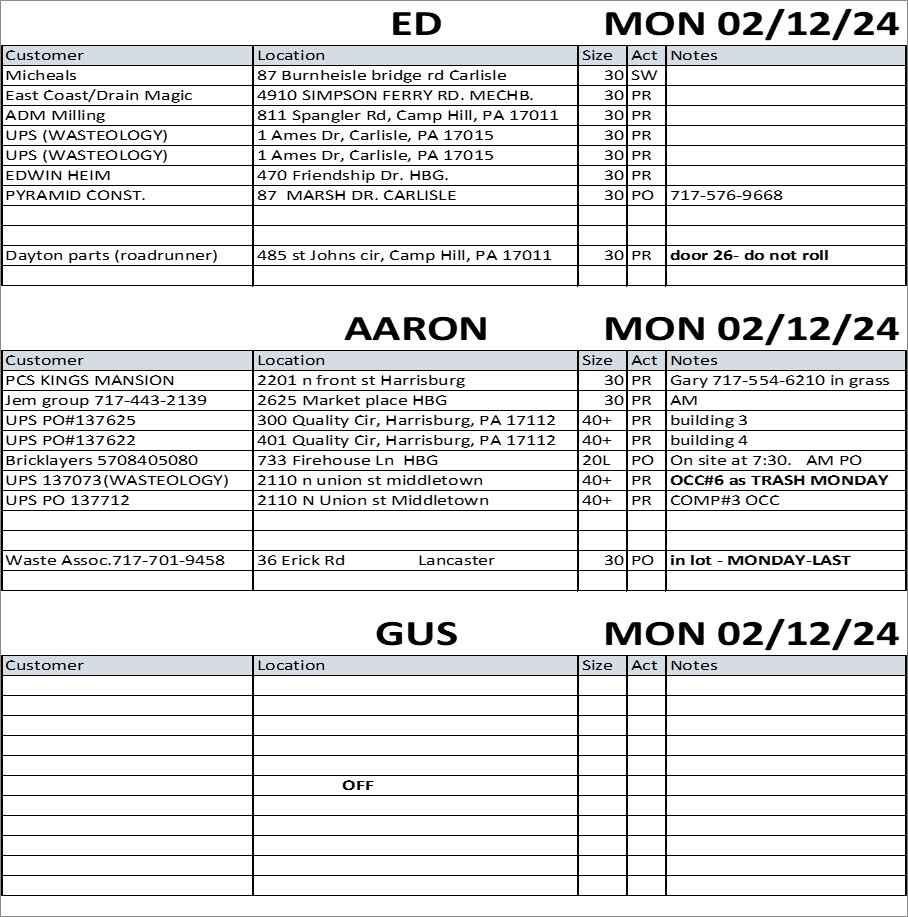 ED MON 02/12/24
Customer Location Size Act Notes
Micheals 87 Burnheisle bridge rd Carlisle 30 SW
East Coast/Drain Magic 4910 SIMPSON FERRY RD. MECHB. 30 PR
ADM Milling 811 Spangler Rd, Camp Hill, PA 17011 30 PR
UPS (WASTEOLOGY) 1 Ames Dr, Carlisle, PA 17015 30 PR
UPS (WASTEOLOGY) 1 Ames Dr, Carlisle, PA 17015 30 PR
EDWIN HEIM 470 Friendship Dr. HBG. 30 PR
PYRAMID CONST. 87 MARSH DR. CARLISLE 30 PO 717-576-9668
Dayton parts (roadrunner) 485 st Johns cir, Camp Hill, PA 17011 30 PR door 26- do not roll
AARON MON 02/12/24
Customer Location Size Act Notes
PCS KINGS MANSION 2201 n front st Harrisburg 30 PR Gary 717-554-6210 in grass
Jem group 717-443-2139 2625 Market place HBG 30 PR AM
UPS PO#137625 300 Quality Cir, Harrisburg, PA 17112 40+ PR building 3
UPS PO#137622 401 Quality Cir, Harrisburg, PA 17112 40+ PR building 4
Bricklayers 5708405080 733 Firehouse Ln HBG 20L PO On site at 7:30. AM PO
UPS 137073(WASTEOLOGY) 2110 n union st middletown 40+ PR OCC#6 as TRASH MONDAY
UPS PO 137712 2110 N Union st Middletown 40+ PR COMP#3 OCC
Waste Assoc.717-701-9458 36 Erick Rd Lancaster 30 PO in lot - MONDAY-LAST
GUS MON 02/12/24
Customer Location Size Act Notes
OFF